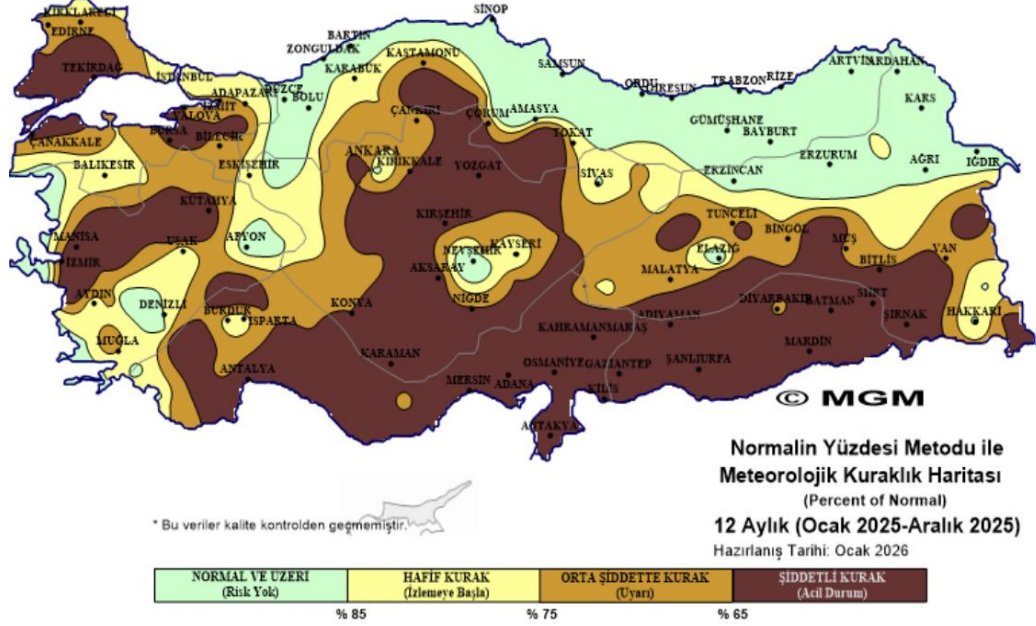 SİNOP
KIRKLARELİ
EDİRNE
BARTIN
ZONGULDAK
KASTAMONU
KARABÜK
SAMSUN
TEKİRDAĞ
İSTANBUL
ADAPAZARI
DÜZCE
BOLU
ORDU
GİRESUN
TRABZON
RİZE
ARTVİN
ARDAHAN
İZMİT
YALOVA
ÇANKIRI
ÇORUM
AMASYA
KARS
TOKAT
GÜMÜŞHANE
BAYBURT
ÇANAKKALE
BURSA
BİLECİK
ANKARA
KIRIKKALE
ERZURUM
AĞRI
IĞDIR
BALIKESİR
ESKİŞEHİR
YOZGAT
SİVAS
ERZİNCAN
KÜTAHYA
KIRŞEHİR
TUNCELİ
BİNGÖL
MUŞ
VAN
MANİSA
UŞAK
AFYON
NEVŞEHİR
KAYSERİ
ELAZIĞ
BİTLİS
İZMİR
AKSARAY
MALATYA
AYDIN
DENİZLİ
BURDUR
ISPARTA
KONYA
NİĞDE
DİYARBAKIR
BATMAN
SİİRT
ŞIRNAK
HAKKARİ
KAHRAMANMARAŞ
ADIYAMAN
MUĞLA
MARDİN
ANTALYA
KARAMAN
OSMANİYE
GAZİANTEP
ŞANLIURFA
MERSİN
ADANA
KİLİS
ANTAKYA
© MGM
Normalin Yüzdesi Metodu ile
Meteorolojik Kuraklık Haritası
(Percent of Normal)
12 Aylık (Ocak 2025-Aralık 2025)
Hazırlanış Tarihi: Ocak 2026
* Bu veriler kalite kontrolden geçmemiştir.
NORMAL VE ÜZERİ
(Risk Yok)
HAFİF KURAK
(İzlemeye Başla)
ORTA ŞİDDETTE KURAK
(Uyarı)
ŞİDDETLİ KURAK
(Acil Durum)
% 85
% 75
% 65